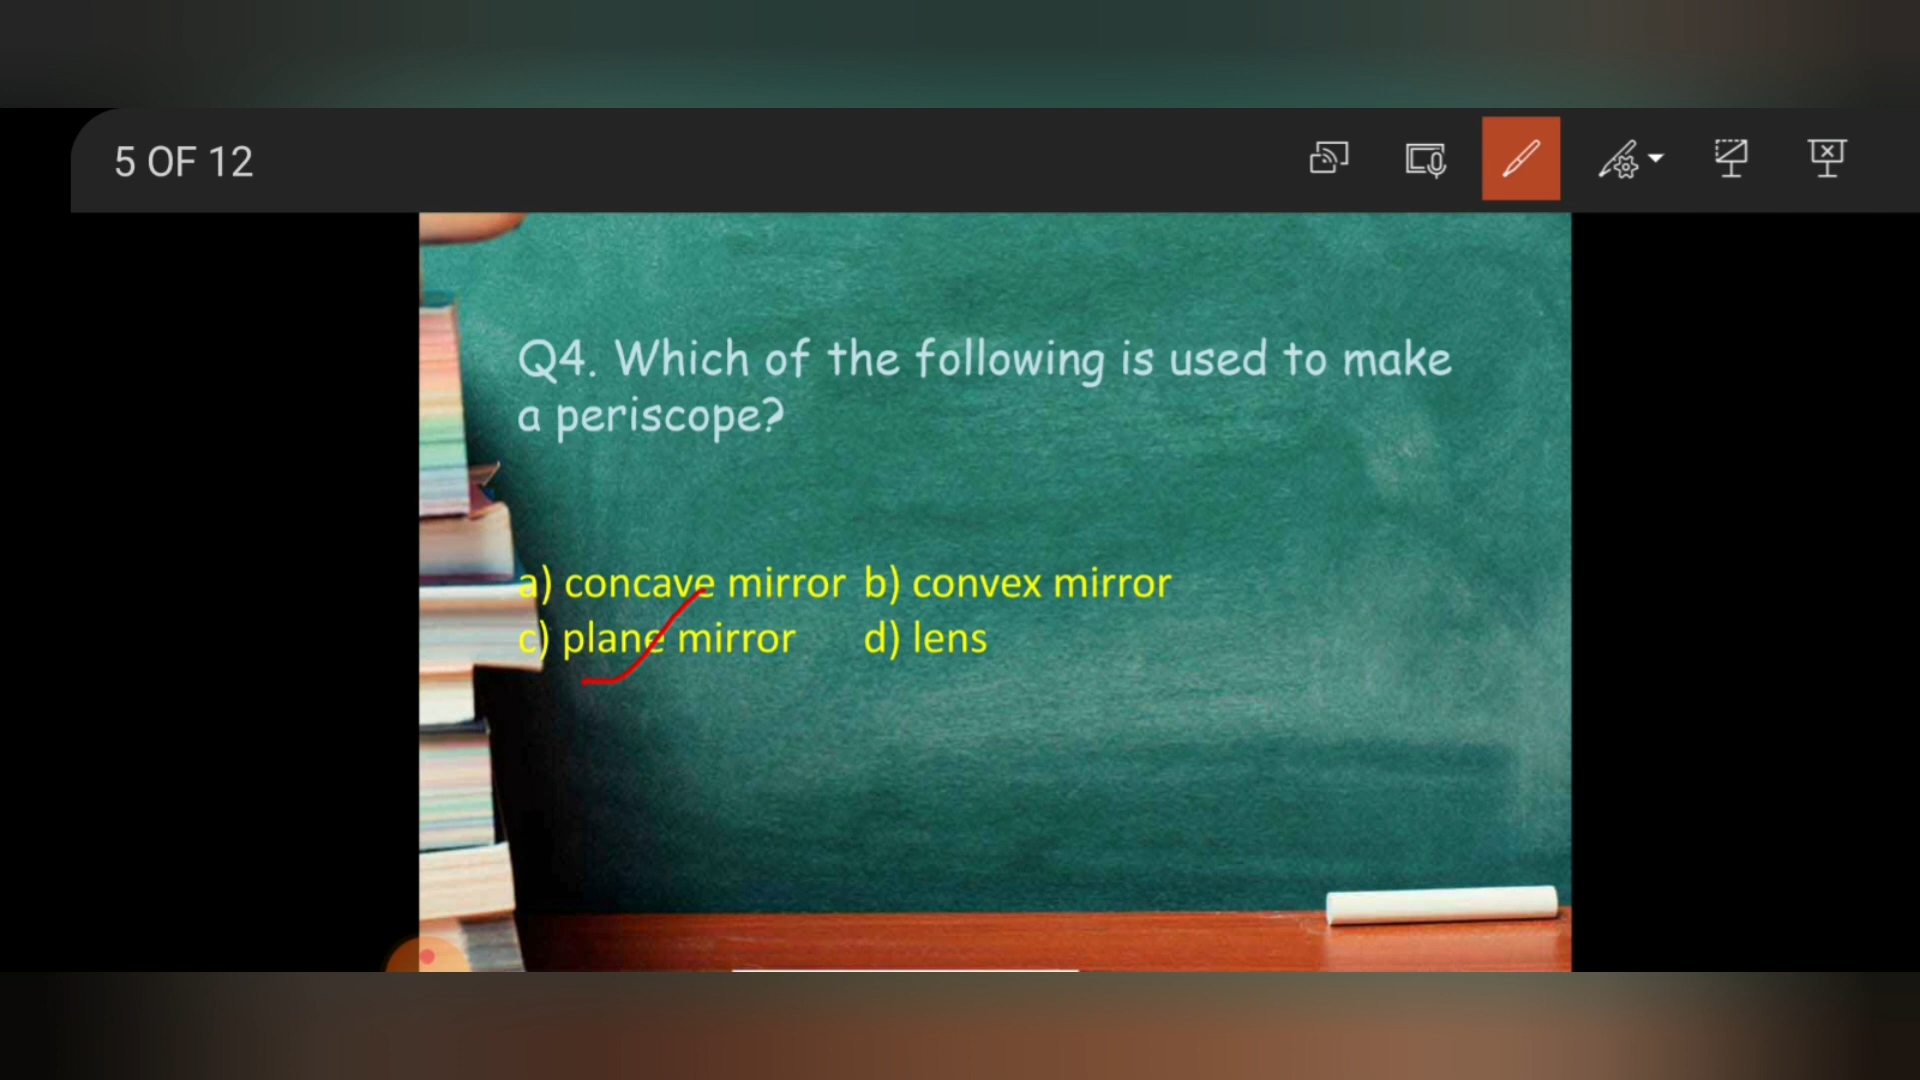 5 OF 12
Q4. Which of the following is used to make
a periscope?
a) concave mirror b) convex mirror
c) plane mirror d) lens